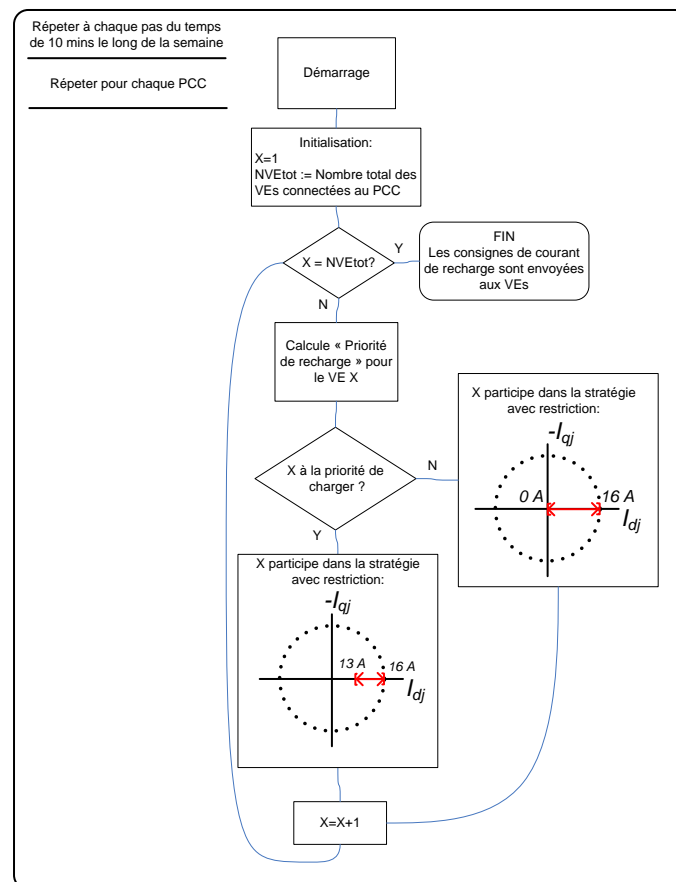 Répeter à chaque pas du temps
de 10 mins le long de la semaine
Répeter pour chaque PCC
Démarrage
Initialisation:
X=1
NVEtot := Nombre total des
VEs connectées au PCC
X = NVEtot?
Y
FIN
Les consignes de courant
de recharge sont envoyées
aux VEs
N
Calcule « Priorité
de recharge » pour
le VE X
X à la priorité de
charger ?
N
X participe dans la stratégie
avec restriction:
-Iqj
0 A
16 A
Idj
Y
X participe dans la stratégie
avec restriction:
-Iqj
13 A
16 A
Idj
X=X+1